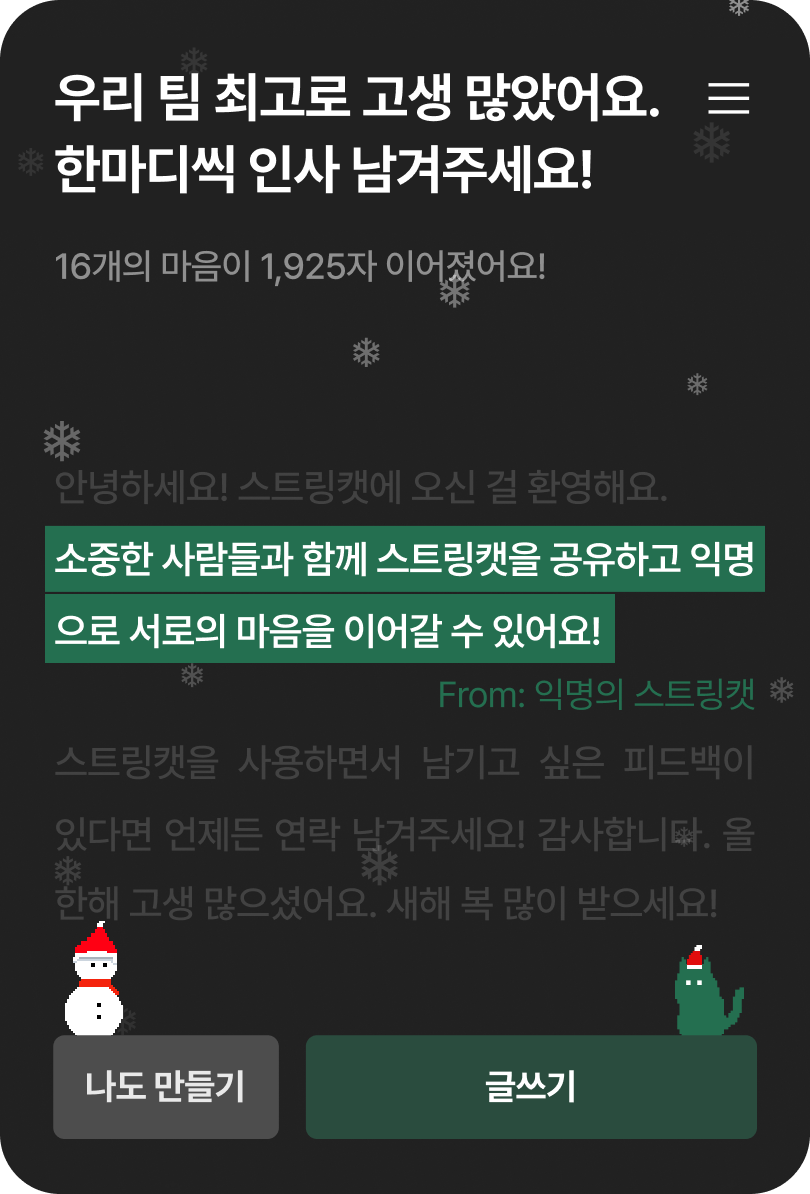 우리 팀 최고로 고생 많았어요.
한마디씩 인사 남겨주세요!
16개의 마음이 1,925자 이어졌어요!
안녕하세요! 스트링캣에 오신 걸 환영해요.
소중한 사람들과 함께 스트링캣을 공유하고 익명
으로 서로의 마음을 이어갈 수 있어요!
From: 익명의 스트링캣
스트링캣을 사용하면서 남기고 싶은 피드백이
있다면 언제든 연락 남겨주세요! 감사합니다. 올
한해 고생 많으셨어요. 새해 복 많이 받으세요!
나도 만들기
글쓰기